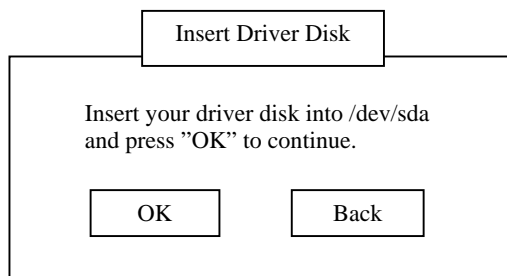 Insert Driver Disk
Insert your driver disk into /dev/sda
and press ”OK” to continue.
OK
Back